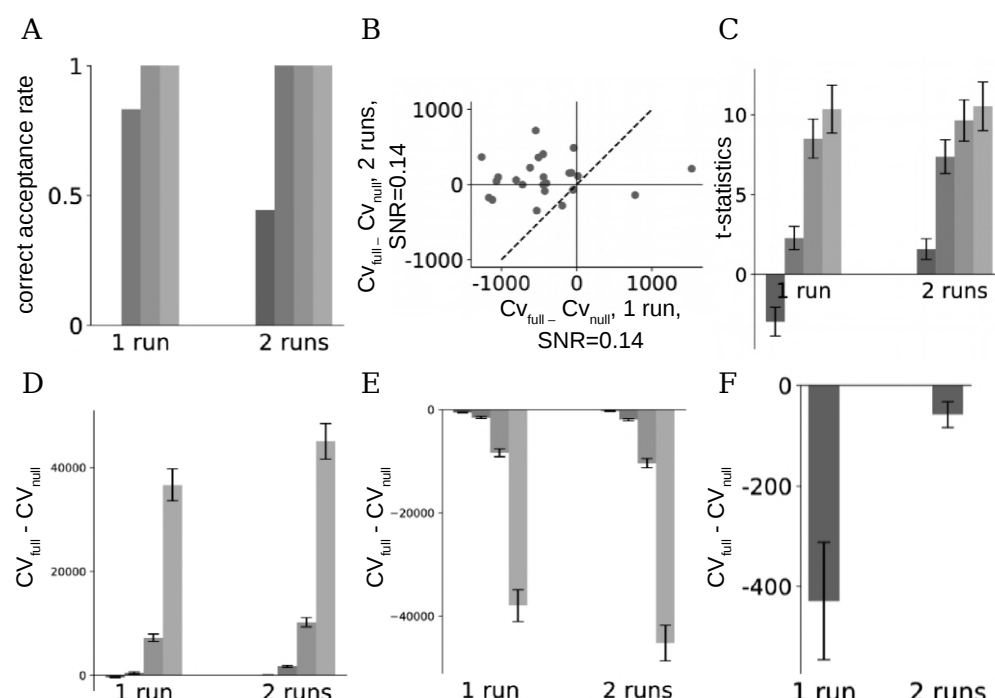 A
correct acceptance rate
1
0.5
0
1 run
2 runs
B
Cvfull – Cvnull, 2 runs,
SNR=0.14
1000
0
-1000
-1000
0
1000
Cvfull – Cvnull, 1 run,
SNR=0.14
C
t-statistics
10
5
0
1 run
2 runs
D
CVfull - CVnull
40000
20000
0
1 run
2 runs
E
CVfull - CVnull
0
−20000
−40000
1 run
2 runs
F
CVfull - CVnull
0
-200
-400
1 run
2 runs